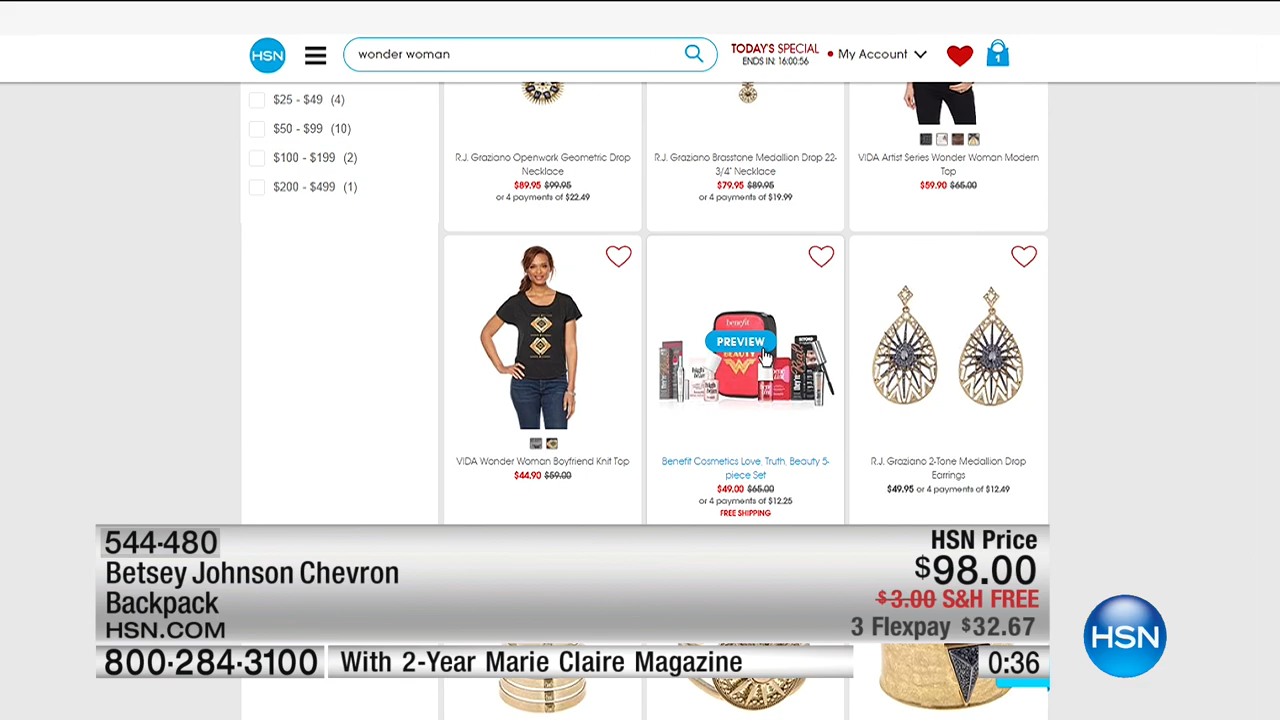 HSN
wonder woman
TODAY'S SPECIAL
ENDS IN: 16:00:56
My Account
1
$25 - $49 (4)
$50 - $99 (10)
$100 - $199 (2)
$200 - $499 (1)
R.J. Graziano Openwork Geometric Drop
Necklace
$89.95 $99.95
or 4 payments of $22.49
R.J. Graziano Brasstone Medallion Drop 22-
3/4" Necklace
$79.95 $89.95
or 4 payments of $19.99
VIDA Artist Series Wonder Woman Modern
Top
$59.90 $65.00
VIDA Wonder Woman Boyfriend Knit Top
$44.90 $59.00
benefit
PREVIEW
BEAUTY
Benefit Cosmetics Love, Truth, Beauty 5-
piece Set
$49.00 $65.00
or 4 payments of $12.25
FREE SHIPPING
R.J. Graziano 2-Tone Medallion Drop
Earrings
$49.95 or 4 payments of $12.49
544-480
Betsey Johnson Chevron
Backpack
HSN.COM
HSN Price
$98.00
$3.00 S&H FREE
3 Flexpay $32.67
800-284-3100
With 2-Year Marie Claire Magazine
0:36
HSN